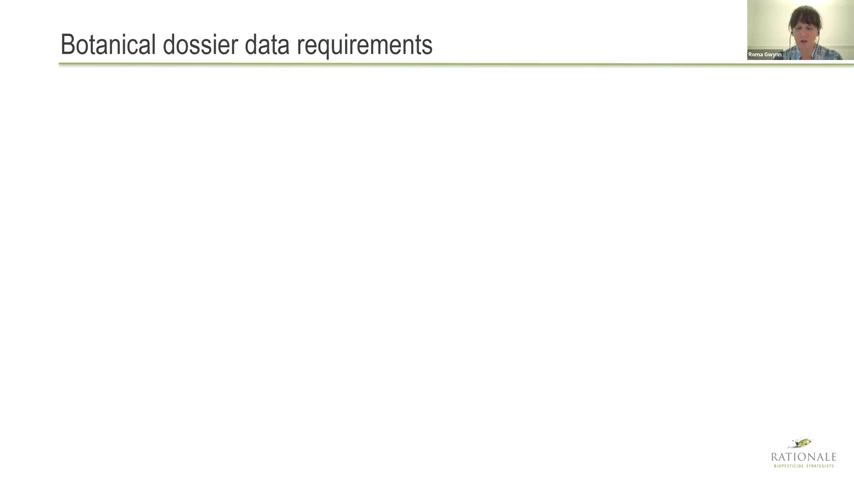 Botanical dossier data requirements
Roma Gwynn
RATIONALE
BIOPESTICIDE STRATEGISTS